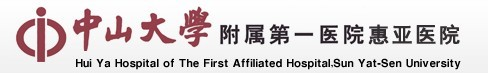 中山大學 附属第一医院惠亚医院
Hui Ya Hospital of The First Affiliated Hospital.Sun Yat-Sen University